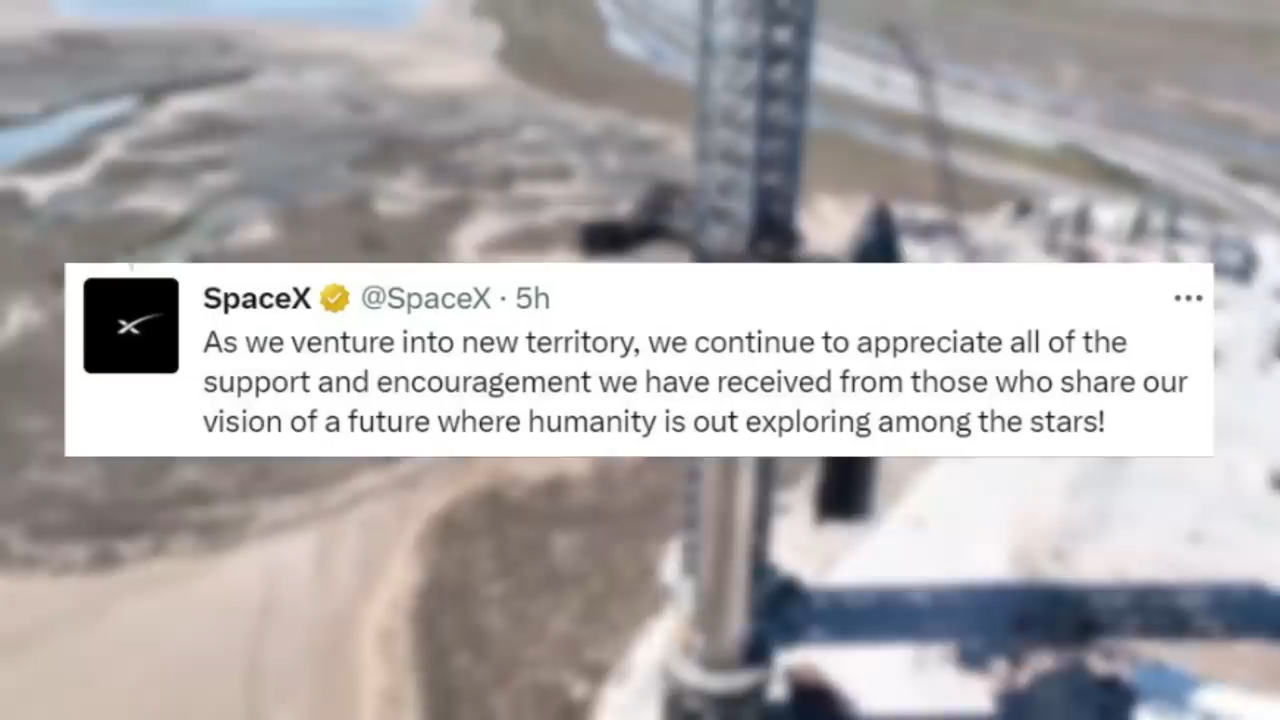 SpaceX @SpaceX · 5h
As we venture into new territory, we continue to appreciate all of the
support and encouragement we have received from those who share our
vision of a future where humanity is out exploring among the stars!